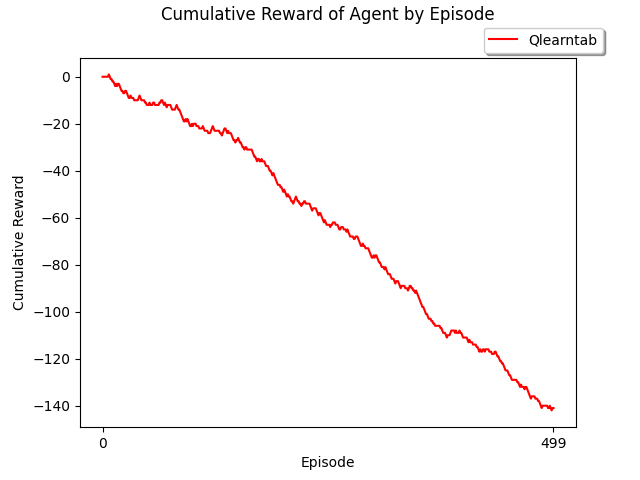 Cumulative Reward of Agent by Episode
Qlearntab
0
−20
−40
−60
−80
−100
−120
−140
Cumulative Reward
0
499
Episode